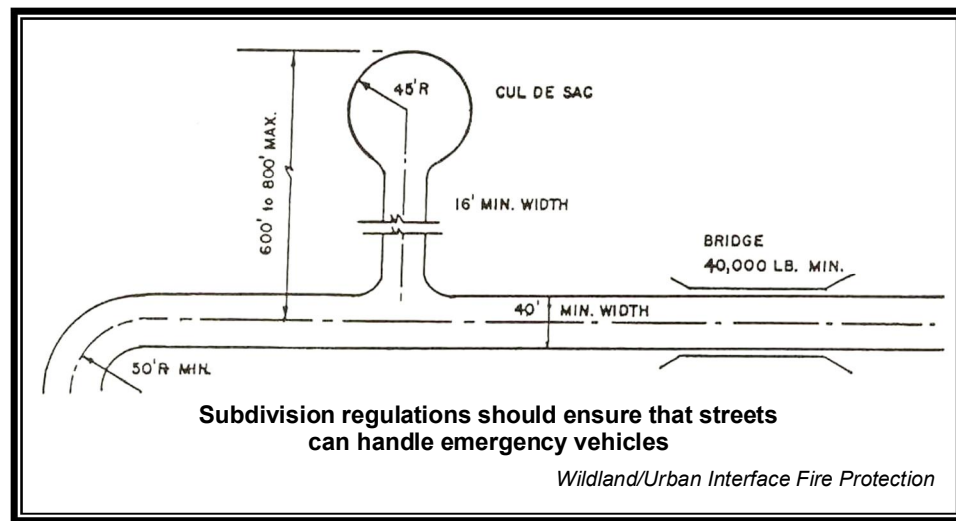 45'R
CUL DE SAC
600' to 800' MAX.
16' MIN. WIDTH
BRIDGE
40,000 LB. MIN.
40' MIN. WIDTH
50'R MIN.
Subdivision regulations should ensure that streets
can handle emergency vehicles
Wildland/Urban Interface Fire Protection